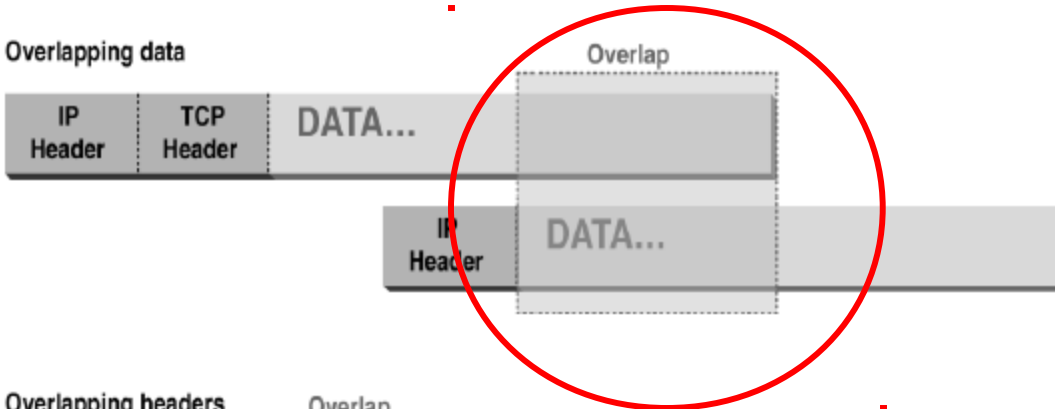 Overlapping data
Overlap
IP
Header
TCP
Header
DATA...
IP
Header
DATA...
Overlapping headers
Overlap